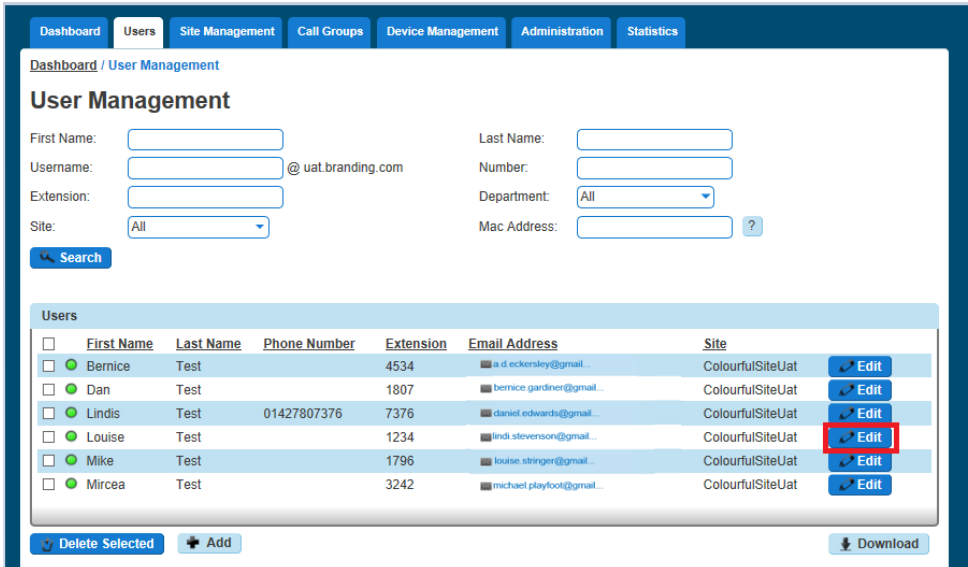 Dashboard Users Site Management Call Groups Device Management Administration Statistics
Dashboard / User Management
User Management
First Name: Last Name:
Username: @ uat.branding.com Number:
Extension: Department: All
Site: All Mac Address: ?
Search
Users
First Name Last Name Phone Number Extension Email Address Site
Bernice Test 4534 a.d.eckersley@gmail... ColourfulSiteUat Edit
Dan Test 1807 bernice.gardiner@gmail... ColourfulSiteUat Edit
Lindis Test 01427807376 7376 daniel.edwards@gmail... ColourfulSiteUat Edit
Louise Test 1234 lindi.stevenson@gmail... ColourfulSiteUat Edit
Mike Test 1796 louise.stringer@gmail... ColourfulSiteUat Edit
Mircea Test 3242 michael.playfoot@gmail... ColourfulSiteUat Edit
Delete Selected Add Download